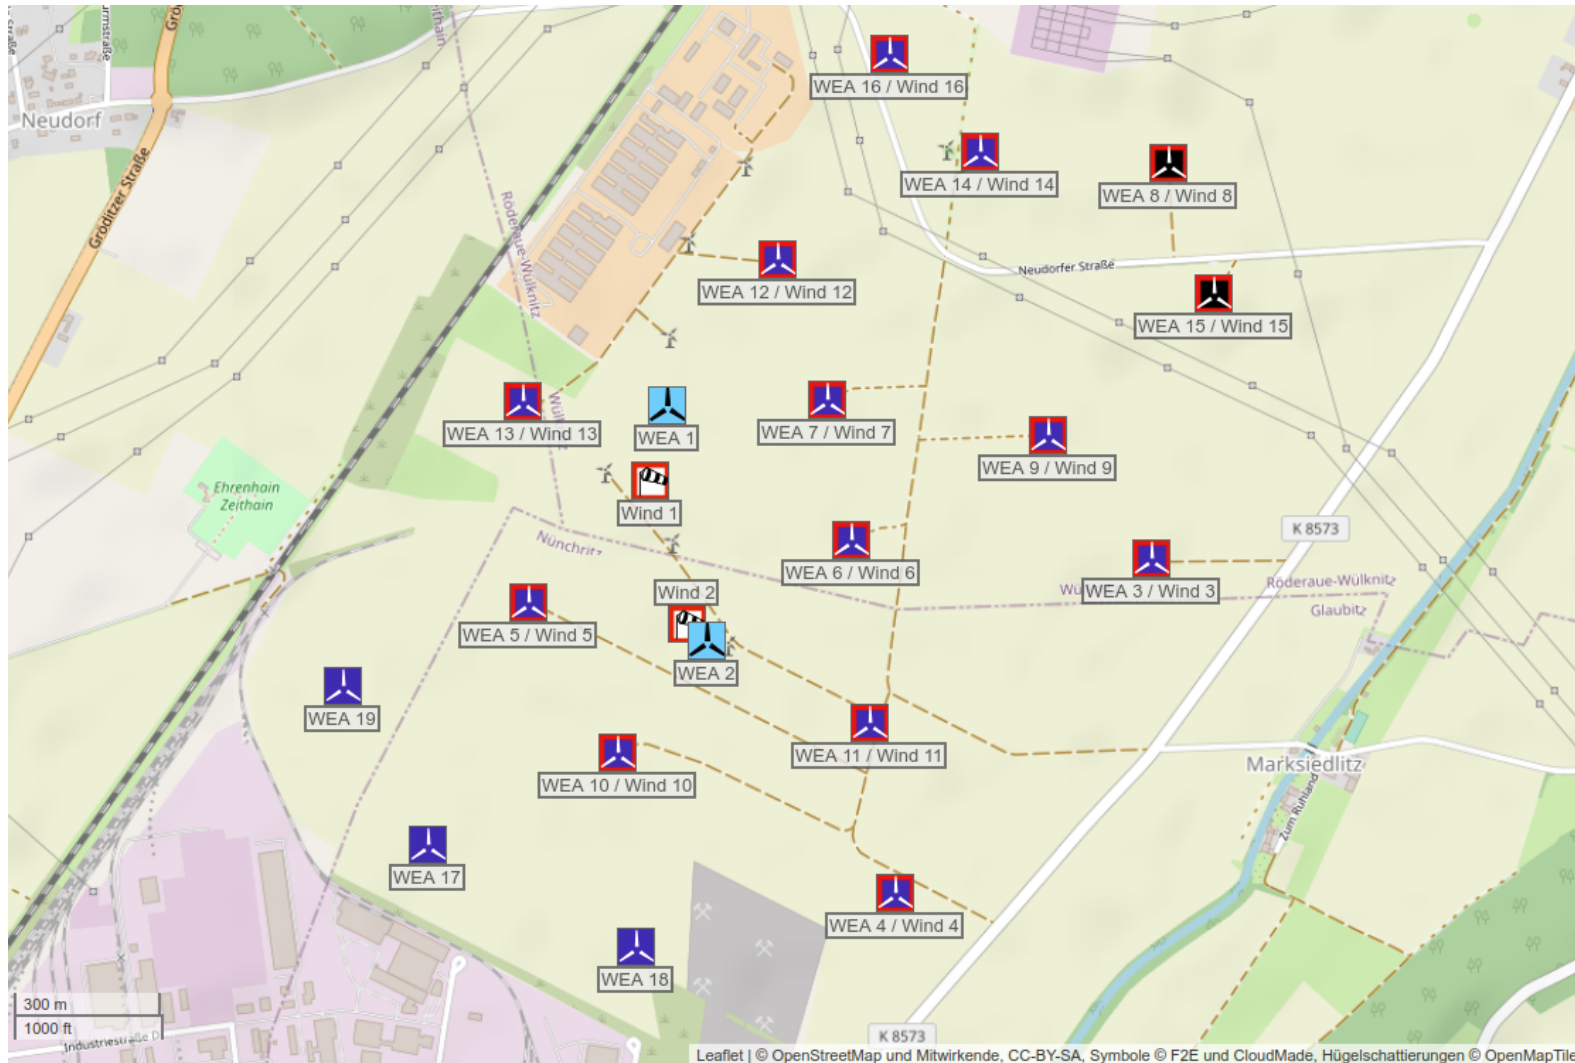 Neudorf
Gröditzer Straße
Röderaue-Wülknitz
WEA 16 / Wind 16
WEA 14 / Wind 14
WEA 8 / Wind 8
Neudorfer Straße
WEA 12 / Wind 12
WEA 15 / Wind 15
WEA 13 / Wind 13
WEA 1
WEA 7 / Wind 7
WEA 9 / Wind 9
Ehrenhain
Zeithain
Wind 1
K 8573
Nünchritz
WEA 6 / Wind 6
WEA 3 / Wind 3
Röderaue-Wülknitz
Glaubitz
Wind 2
WEA 5 / Wind 5
WEA 2
WEA 19
WEA 11 / Wind 11
Marksiedlitz
WEA 10 / Wind 10
Zum Ruhland
WEA 17
WEA 4 / Wind 4
WEA 18
300 m
1000 ft
Industriestraße D
K 8573
Leaflet | © OpenStreetMap und Mitwirkende, CC-BY-SA, Symbole © F2E und CloudMade, Hügelschattierungen © OpenMapTile